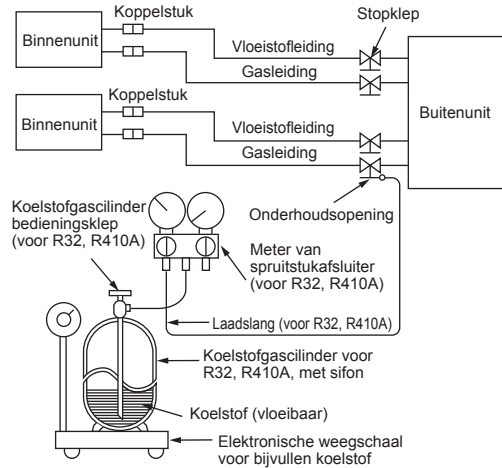 Koppelstuk
Stopklep
Binnenunit
Vloeistofleiding
Gasleiding
Koppelstuk
Buitenunit
Binnenunit
Vloeistofleiding
Gasleiding
Koelstofgascilinder
bedieningsklep
(voor R32, R410A)
Onderhoudsopening
Meter van
spruitstukafsluiter
(voor R32, R410A)
Laadslang (voor R32, R410A)
Koelstofgascilinder voor
R32, R410A, met sifon
Koelstof (vloeibaar)
Elektronische weegschaal
voor bijvullen koelstof